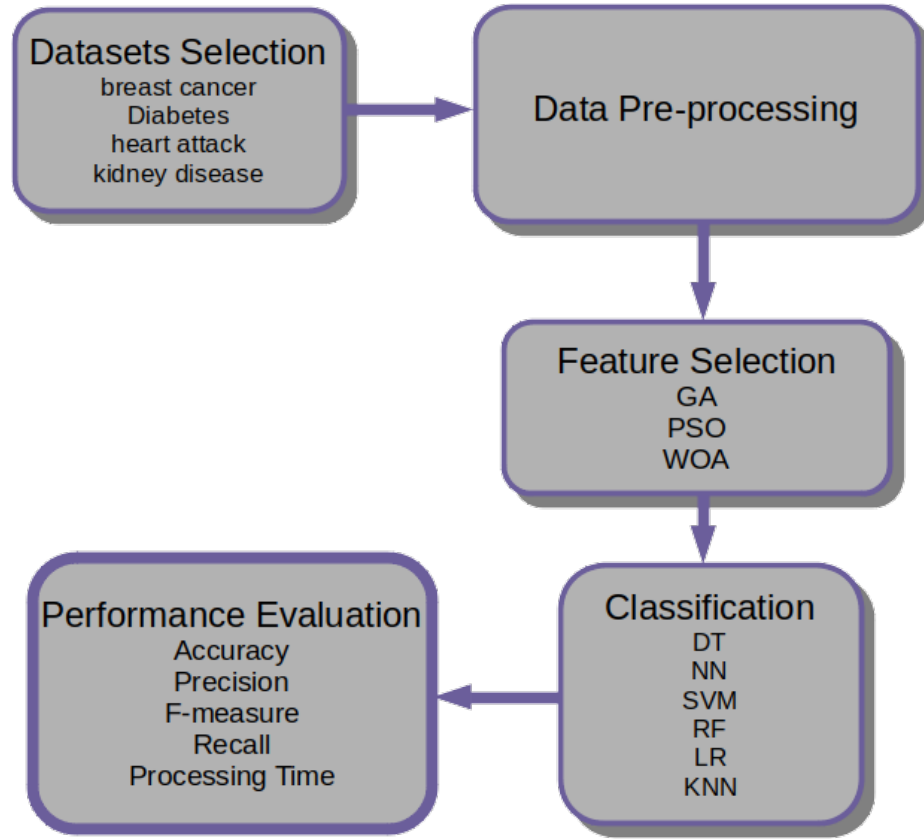 Datasets Selection
breast cancer
Diabetes
heart attack
kidney disease
Data Pre-processing
Feature Selection
GA
PSO
WOA
Classification
DT
NN
SVM
RF
LR
KNN
Performance Evaluation
Accuracy
Precision
F-measure
Recall
Processing Time